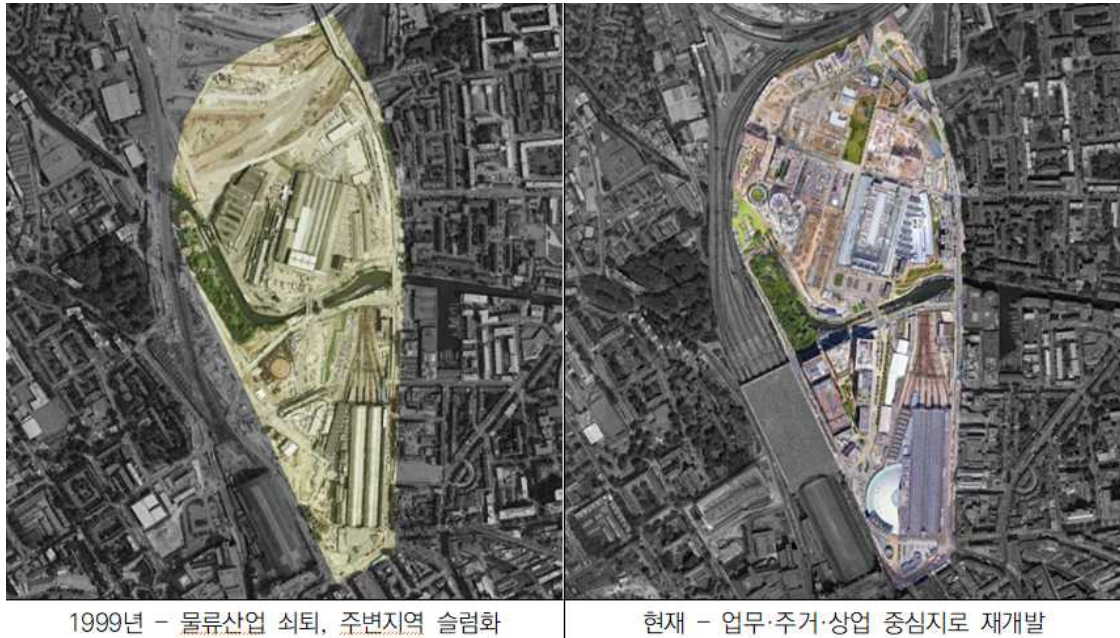 1999년 - 물류산업 쇠퇴, 주변지역 슬럼화
현재 - 업무·주거·상업 중심지로 재개발